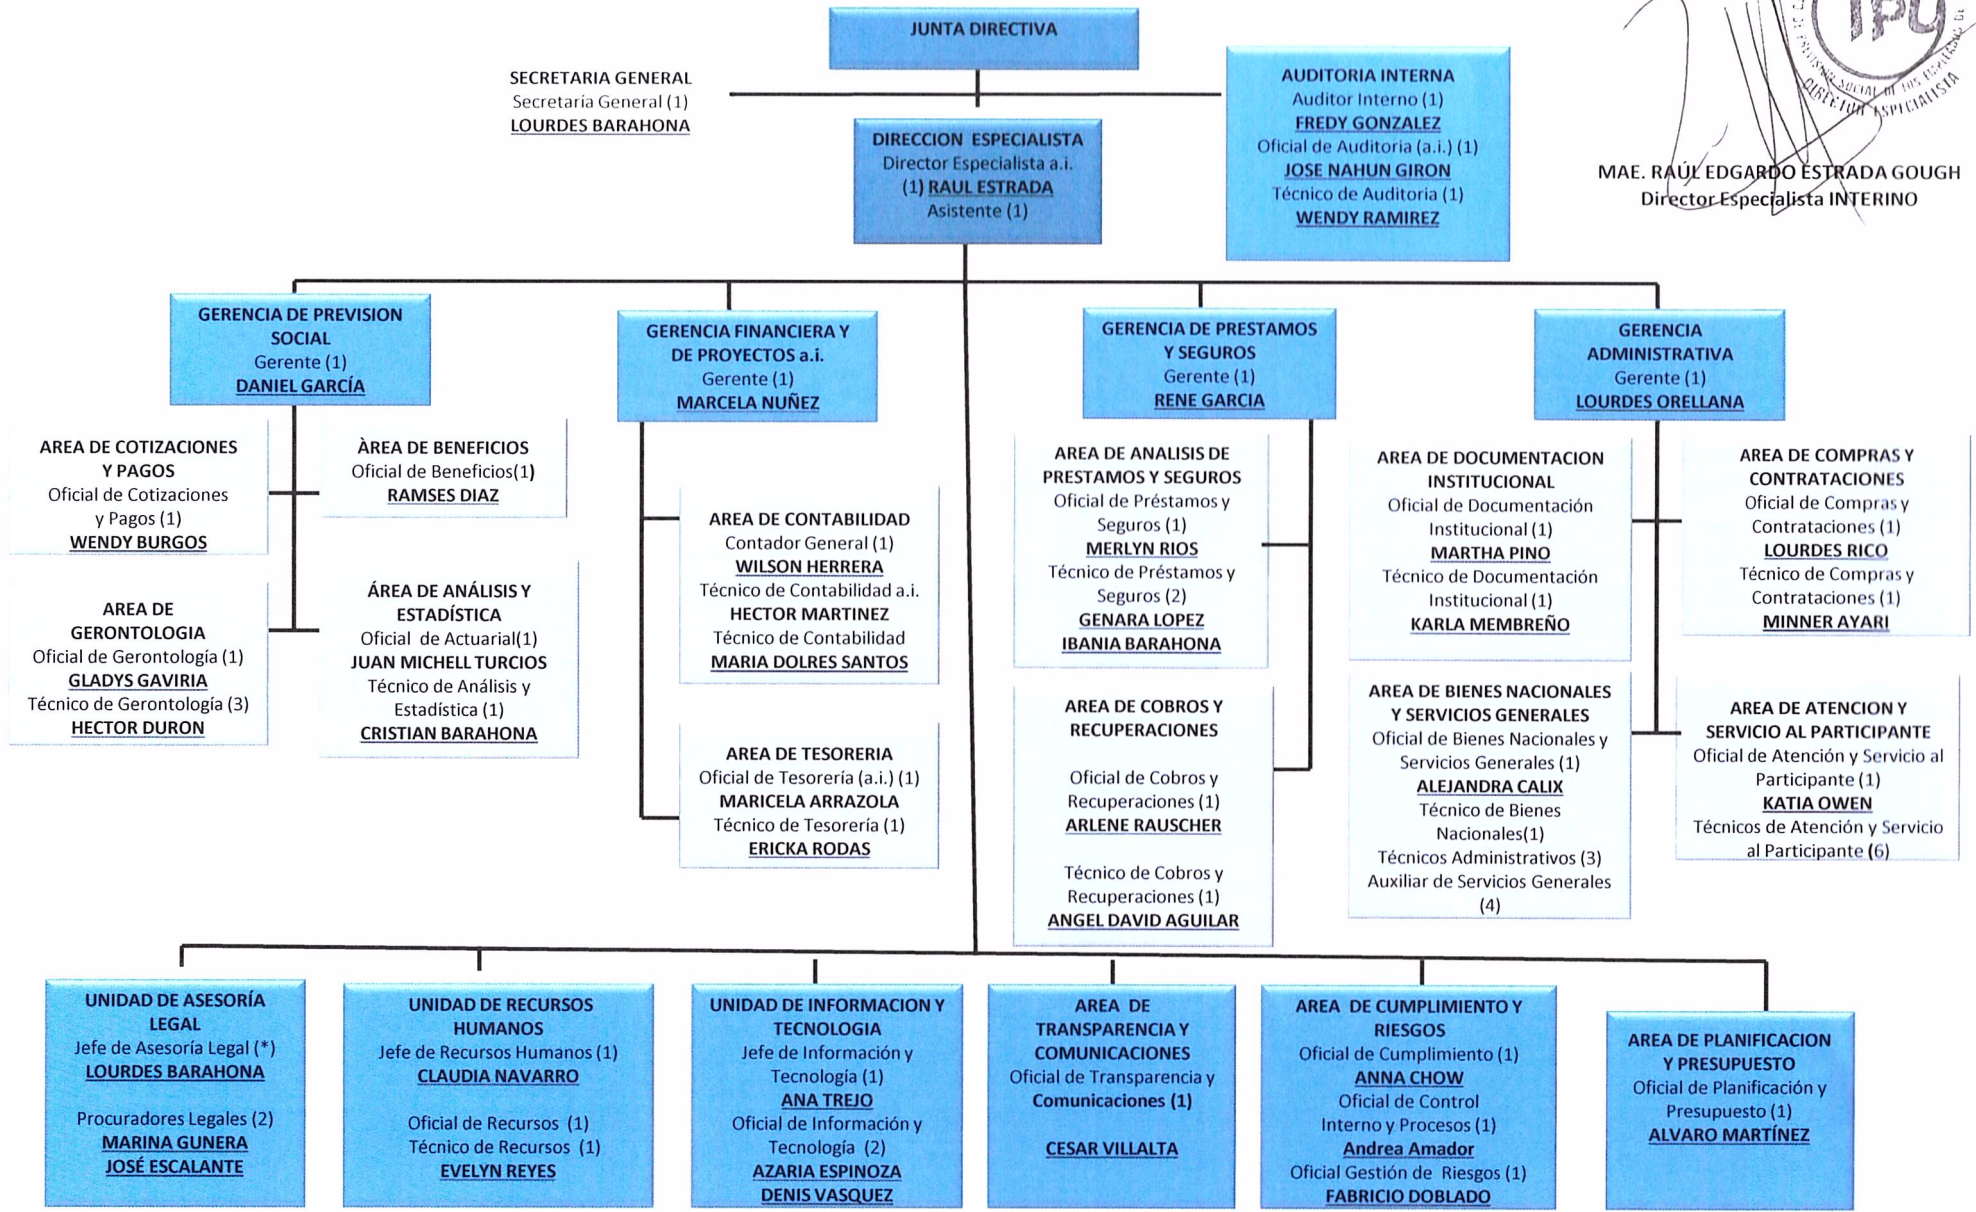 JUNTA DIRECTIVA
SECRETARIA GENERAL
Secretaría General (1)
LOURDES BARAHONA
DIRECCION ESPECIALISTA
Director Especialista a.i.
(1) RAUL ESTRADA
Asistente (1)
AUDITORIA INTERNA
Auditor Interno (1)
FREDY GONZALEZ
Oficial de Auditoria (a.i.) (1)
JOSE NAHUN GIRON
Técnico de Auditoria (1)
WENDY RAMIREZ
DIRECTOR ESPECIALISTA
MAE. RAÚL EDGARDO ESTRADA GOUGH
Director Especialista INTERINO
GERENCIA DE PREVISION
SOCIAL
Gerente (1)
DANIEL GARCÍA
GERENCIA FINANCIERA Y
DE PROYECTOS a.i.
Gerente (1)
MARCELA NUÑEZ
GERENCIA DE PRESTAMOS
Y SEGUROS
Gerente (1)
RENE GARCIA
GERENCIA
ADMINISTRATIVA
Gerente (1)
LOURDES ORELLANA
AREA DE COTIZACIONES
Y PAGOS
Oficial de Cotizaciones
y Pagos (1)
WENDY BURGOS
ÀREA DE BENEFICIOS
Oficial de Beneficios(1)
RAMSES DIAZ
AREA DE
GERONTOLOGIA
Oficial de Gerontología (1)
GLADYS GAVIRIA
Técnico de Gerontología (3)
HECTOR DURON
ÁREA DE ANÁLISIS Y
ESTADÍSTICA
Oficial de Actuarial(1)
JUAN MICHELL TURCIOS
Técnico de Análisis y
Estadística (1)
CRISTIAN BARAHONA
AREA DE CONTABILIDAD
Contador General (1)
WILSON HERRERA
Técnico de Contabilidad a.i.
HECTOR MARTINEZ
Técnico de Contabilidad
MARIA DOLRES SANTOS
AREA DE TESORERIA
Oficial de Tesorería (a.i.) (1)
MARICELA ARRAZOLA
Técnico de Tesorería (1)
ERICKA RODAS
AREA DE ANALISIS DE
PRESTAMOS Y SEGUROS
Oficial de Préstamos y
Seguros (1)
MERLYN RIOS
Técnico de Préstamos y
Seguros (2)
GENARA LOPEZ
IBANIA BARAHONA
AREA DE COBROS Y
RECUPERACIONES
Oficial de Cobros y
Recuperaciones (1)
ARLENE RAUSCHER
Técnico de Cobros y
Recuperaciones (1)
ANGEL DAVID AGUILAR
AREA DE DOCUMENTACION
INSTITUCIONAL
Oficial de Documentación
Institucional (1)
MARTHA PINO
Técnico de Documentación
Institucional (1)
KARLA MEMBREÑO
AREA DE COMPRAS Y
CONTRATACIONES
Oficial de Compras y
Contrataciones (1)
LOURDES RICO
Técnico de Compras y
Contrataciones (1)
MINNER AYARI
AREA DE BIENES NACIONALES
Y SERVICIOS GENERALES
Oficial de Bienes Nacionales y
Servicios Generales (1)
ALEJANDRA CALIX
Técnico de Bienes
Nacionales(1)
Técnicos Administrativos (3)
Auxiliar de Servicios Generales
(4)
AREA DE ATENCION Y
SERVICIO AL PARTICIPANTE
Oficial de Atención y Servicio al
Participante (1)
KATIA OWEN
Técnicos de Atención y Servicio
al Participante (6)
UNIDAD DE ASESORÍA
LEGAL
Jefe de Asesoría Legal (*)
LOURDES BARAHONA
Procuradores Legales (2)
MARINA GUNERA
JOSÉ ESCALANTE
UNIDAD DE RECURSOS
HUMANOS
Jefe de Recursos Humanos (1)
CLAUDIA NAVARRO
Oficial de Recursos (1)
Técnico de Recursos (1)
EVELYN REYES
UNIDAD DE INFORMACION Y
TECNOLOGIA
Jefe de Información y
Tecnología (1)
ANA TREJO
Oficial de Información y
Tecnología (2)
AZARIA ESPINOZA
DENIS VASQUEZ
AREA DE
TRANSPARENCIA Y
COMUNICACIONES
Oficial de Transparencia y
Comunicaciones (1)
CESAR VILLALTA
AREA DE CUMPLIMIENTO Y
RIESGOS
Oficial de Cumplimiento (1)
ANNA CHOW
Oficial de Control
Interno y Procesos (1)
Andrea Amador
Oficial Gestión de Riesgos (1)
FABRICIO DOBLADO
AREA DE PLANIFICACION
Y PRESUPUESTO
Oficial de Planificación y
Presupuesto (1)
ALVARO MARTÍNEZ